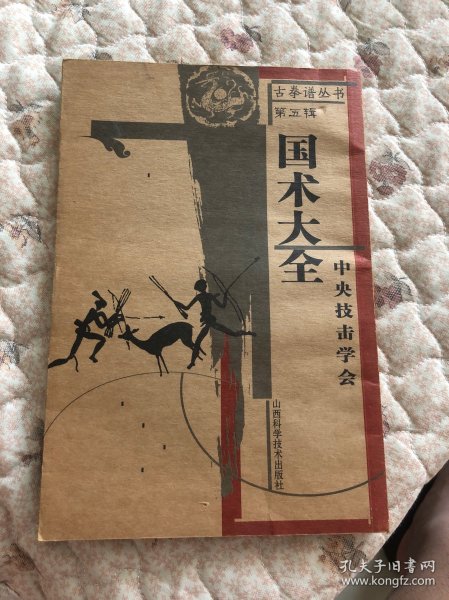 古拳谱丛书
第五辑
国术大全
中央技击学会
山西科学技术出版社
孔夫子旧书网
www.kongfz.com